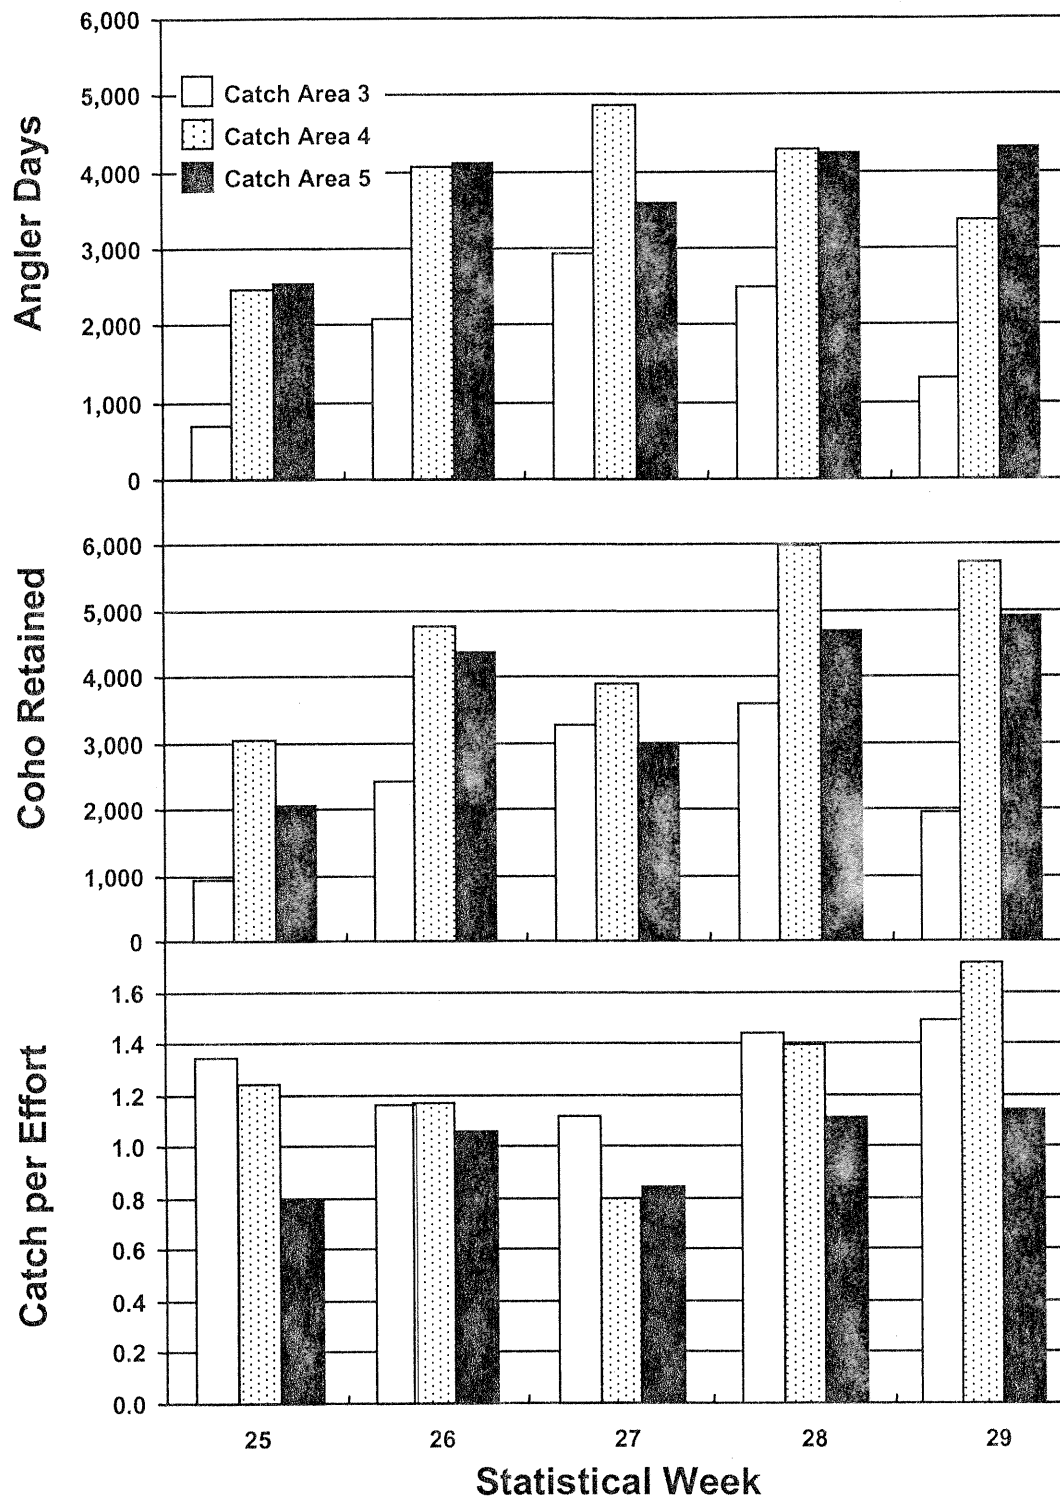 6,000
5,000
4,000
3,000
2,000
1,000
0
Angler Days
Catch Area 3
Catch Area 4
Catch Area 5
6,000
5,000
4,000
3,000
2,000
1,000
0
Coho Retained
1.6
1.4
1.2
1.0
0.8
0.6
0.4
0.2
0.0
Catch per Effort
25 26 27 28 29
Statistical Week